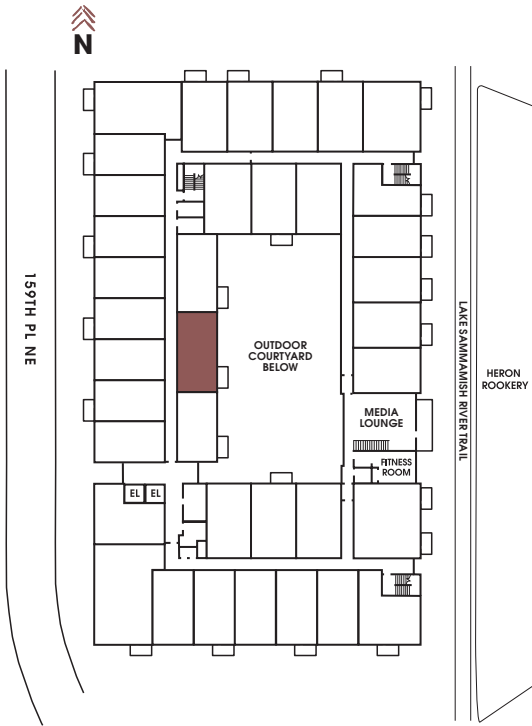 N
159TH PL NE
OUTDOOR
COURTYARD
BELOW
LAKE SAMMAMISH RIVER TRAIL
HERON
ROOKERY
MEDIA
LOUNGE
FITNESS
ROOM
EL EL